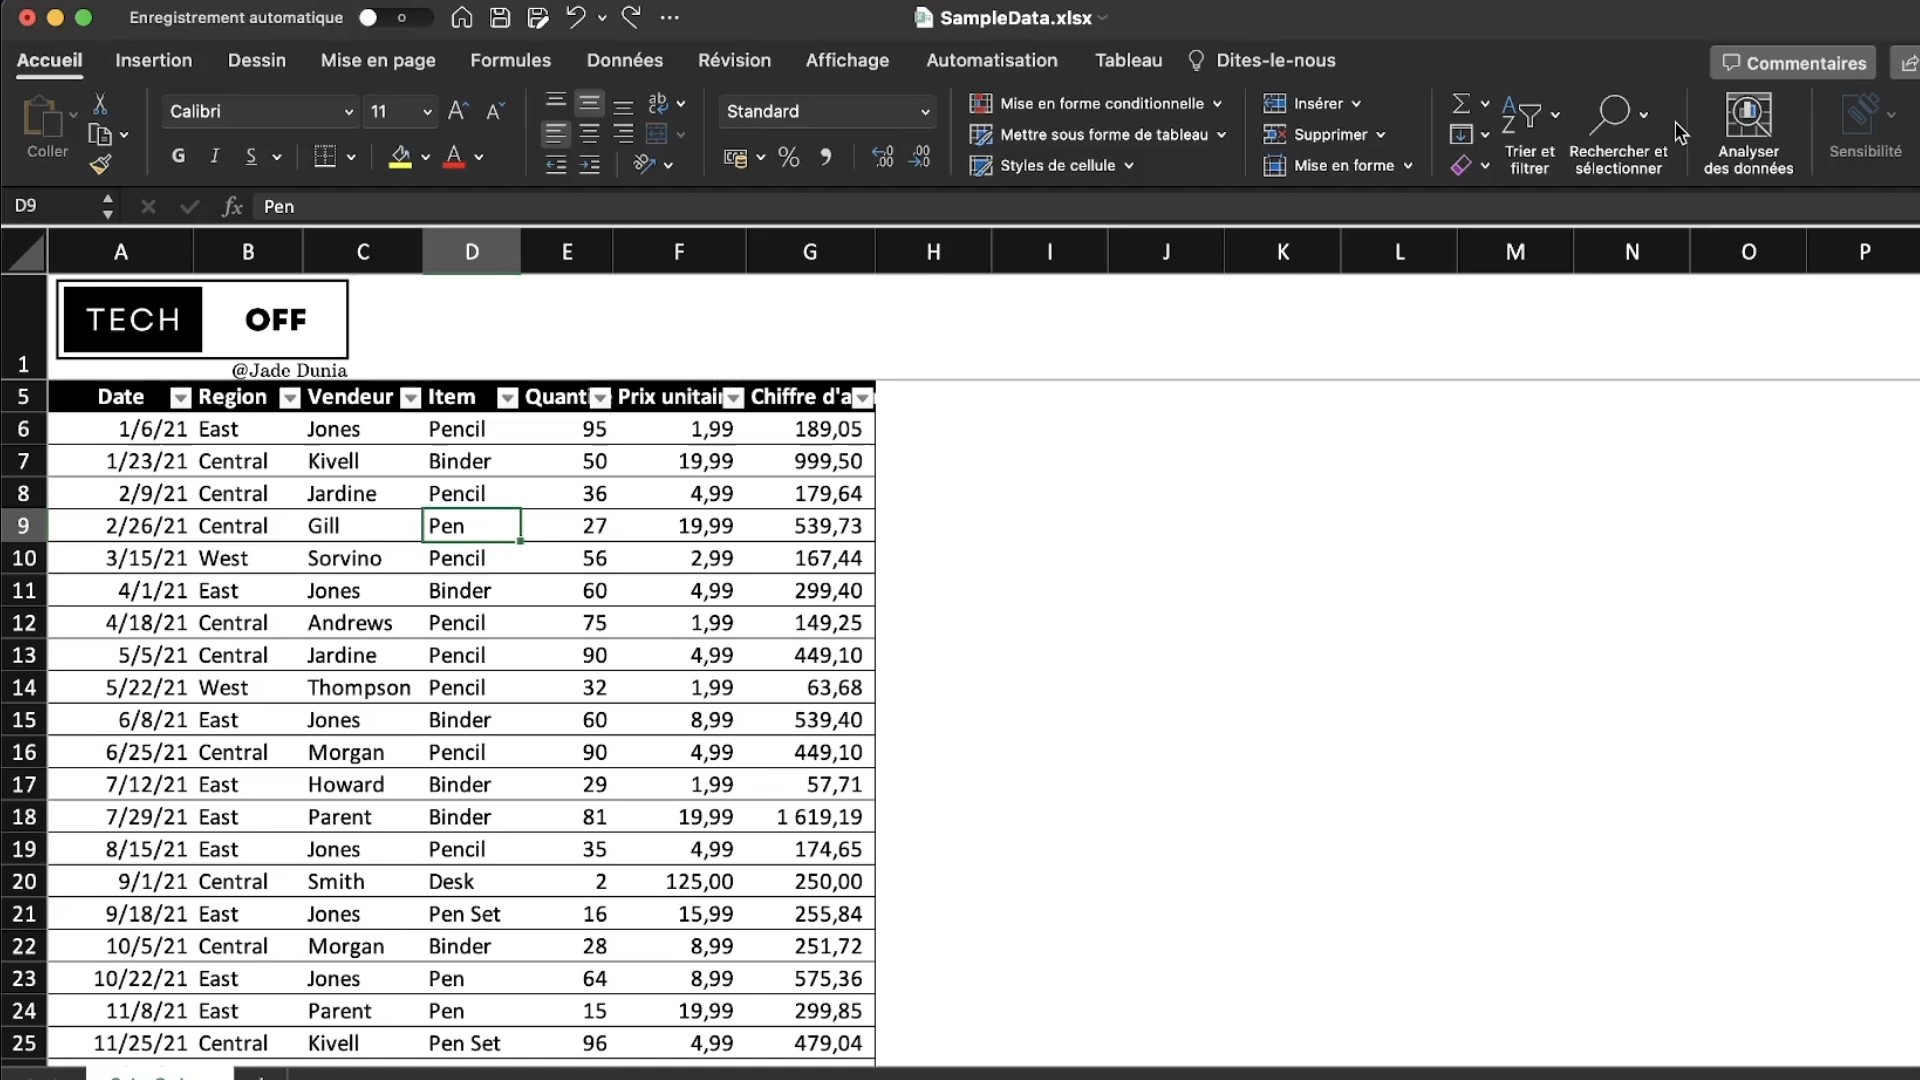 Enregistrement automatique
SampleData.xlsx
Accueil Insertion Dessin Mise en page Formules Données Révision Affichage Automatisation Tableau Dites-le-nous Commentaires
Coller
Calibri 11
G I S
Standard
Mise en forme conditionnelle
Mettre sous forme de tableau
Styles de cellule
Insérer
Supprimer
Mise en forme
Trier et filtrer
Rechercher et sélectionner
Analyser des données
Sensibilité
D9 fx Pen
A B C D E F G H I J K L M N O P
1
TECH OFF
@Jade Dunia
5 Date Region Vendeur Item Quanti Prix unitair Chiffre d'a
6 1/6/21 East Jones Pencil 95 1,99 189,05
7 1/23/21 Central Kivell Binder 50 19,99 999,50
8 2/9/21 Central Jardine Pencil 36 4,99 179,64
9 2/26/21 Central Gill Pen 27 19,99 539,73
10 3/15/21 West Sorvino Pencil 56 2,99 167,44
11 4/1/21 East Jones Binder 60 4,99 299,40
12 4/18/21 Central Andrews Pencil 75 1,99 149,25
13 5/5/21 Central Jardine Pencil 90 4,99 449,10
14 5/22/21 West Thompson Pencil 32 1,99 63,68
15 6/8/21 East Jones Binder 60 8,99 539,40
16 6/25/21 Central Morgan Pencil 90 4,99 449,10
17 7/12/21 East Howard Binder 29 1,99 57,71
18 7/29/21 East Parent Binder 81 19,99 1 619,19
19 8/15/21 East Jones Pencil 35 4,99 174,65
20 9/1/21 Central Smith Desk 2 125,00 250,00
21 9/18/21 East Jones Pen Set 16 15,99 255,84
22 10/5/21 Central Morgan Binder 28 8,99 251,72
23 10/22/21 East Jones Pen 64 8,99 575,36
24 11/8/21 East Parent Pen 15 19,99 299,85
25 11/25/21 Central Kivell Pen Set 96 4,99 479,04